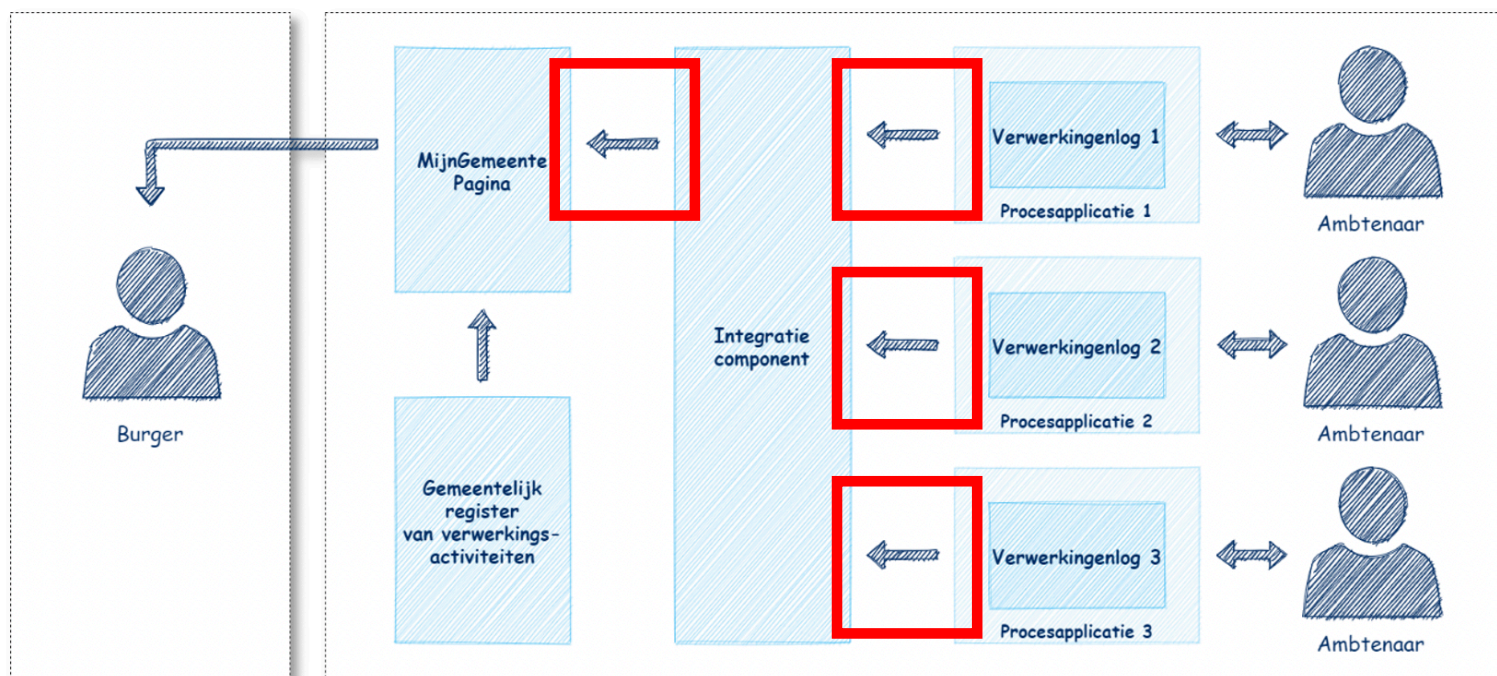 Burger
MijnGemeente
Pagina
Gemeentelijk
register
van verwerkings-
activiteiten
Integratie
component
Verwerkingenlog 1
Procesapplicatie 1
Ambtenaar
Verwerkingenlog 2
Procesapplicatie 2
Ambtenaar
Verwerkingenlog 3
Procesapplicatie 3
Ambtenaar